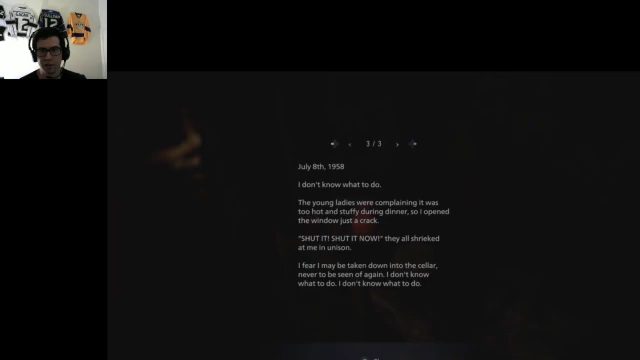 3 / 3
July 8th, 1958
I don't know what to do.
The young ladies were complaining it was
too hot and stuffy during dinner, so I opened
the window just a crack.
"SHUT IT! SHUT IT NOW!" they all shrieked
at me in unison.
I fear I may be taken down into the cellar,
never to be seen of again. I don't know
what to do. I don't know what to do.